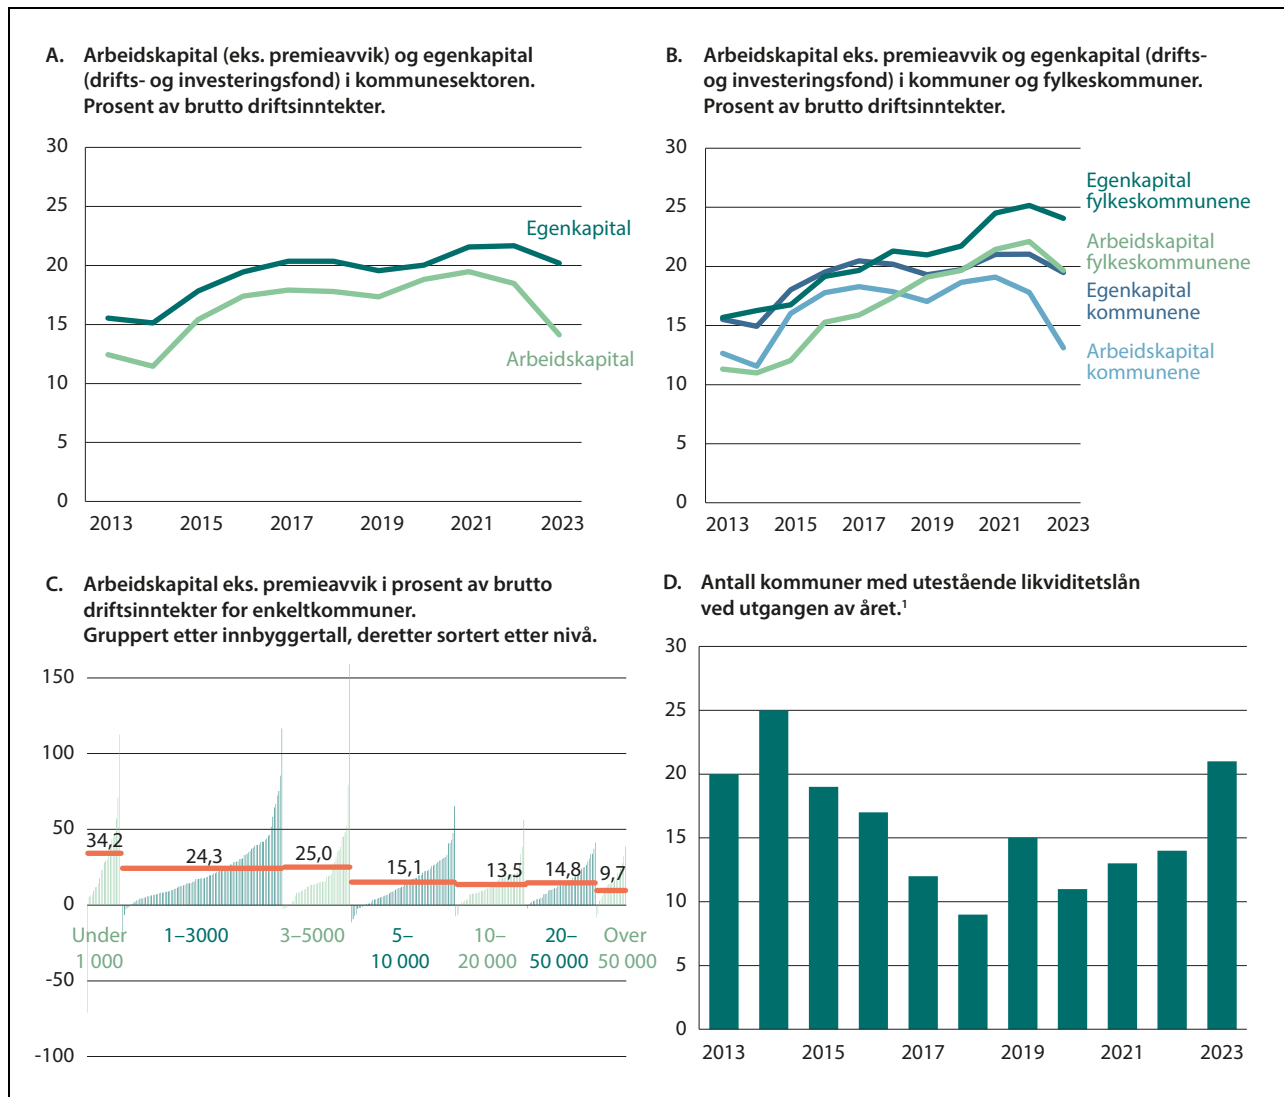 A. Arbeidskapital (eks. premieavvik) og egenkapital
(drifts- og investeringsfond) i kommunesektoren.
Prosent av brutto driftsinntekter.
30
25
20
15
10
5
0
Egenkapital
Arbeidskapital
2013 2015 2017 2019 2021 2023
B. Arbeidskapital eks. premieavvik og egenkapital (drifts-
og investeringsfond) i kommuner og fylkeskommuner.
Prosent av brutto driftsinntekter.
30
25
20
15
10
5
0
Egenkapital
fylkeskommunene
Arbeidskapital
fylkeskommunene
Egenkapital
kommunene
Arbeidskapital
kommunene
2013 2015 2017 2019 2021 2023
C. Arbeidskapital eks. premieavvik i prosent av brutto
driftsinntekter for enkeltkommuner.
Gruppert etter innbyggertall, deretter sortert etter nivå.
150
100
50
0
-50
-100
34,2 24,3 25,0 15,1 13,5 14,8 9,7
Under 1–3000 3–5000 5– 10– 20– Over
1 000 10 000 20 000 50 000 50 000
D. Antall kommuner med utestående likviditetslån
ved utgangen av året.¹
30
25
20
15
10
5
0
2013 2015 2017 2019 2021 2023